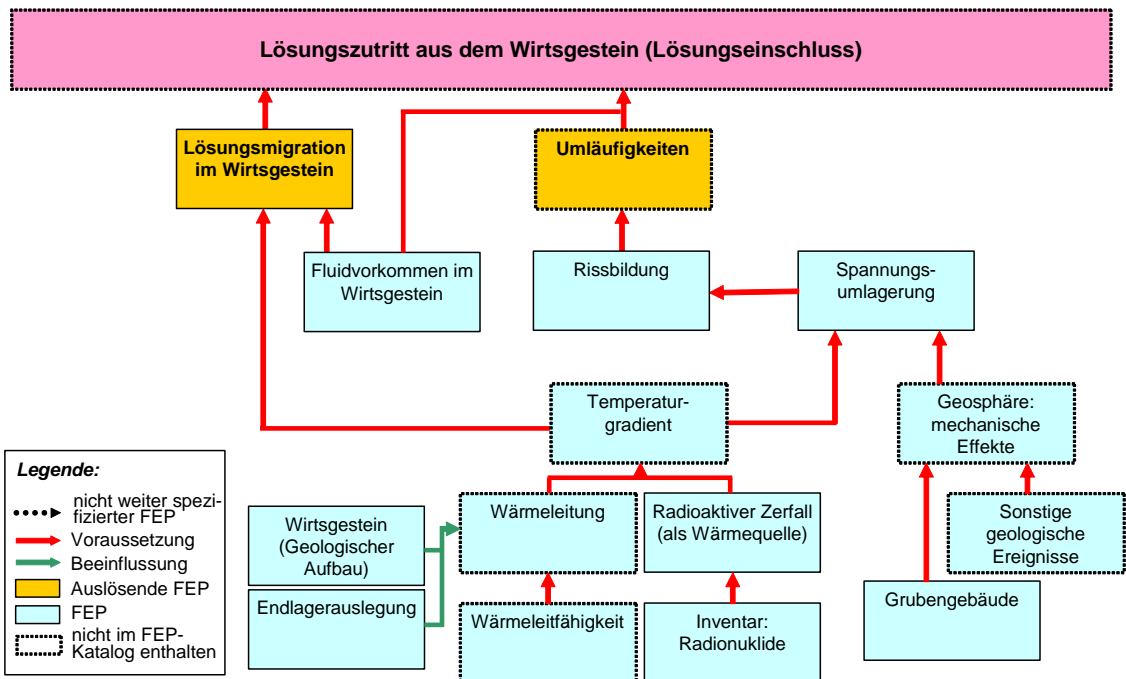 Lösungszutritt aus dem Wirtsgestein (Lösungseinschluss)
Lösungsmigration
im Wirtsgestein
Umläufigkeiten
Fluidvorkommen im
Wirtsgestein
Rissbildung
Spannungs-
umlagerung
Temperatur-
gradient
Geosphäre:
mechanische
Effekte
Legende:
nicht weiter spezi-
fizierter FEP
Voraussetzung
Beeinflussung
Auslösende FEP
FEP
nicht im FEP-
Katalog enthalten
Wirtsgestein
(Geologischer
Aufbau)
Endlagerauslegung
Wärmeleitung
Radioaktiver Zerfall
(als Wärmequelle)
Wärmeleitfähigkeit
Inventar:
Radionuklide
Sonstige
geologische
Ereignisse
Grubengebäude